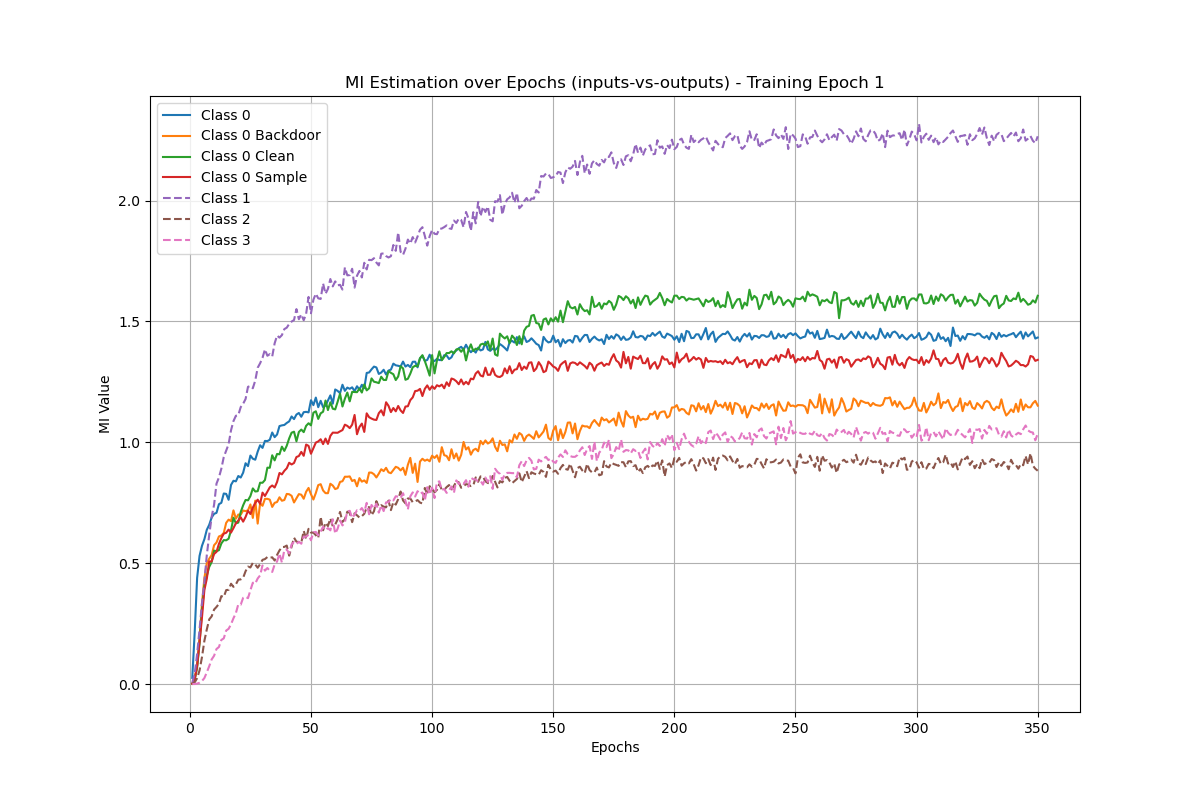 MI Estimation over Epochs (inputs-vs-outputs) - Training Epoch 1
Class 0
Class 0 Backdoor
Class 0 Clean
Class 0 Sample
Class 1
Class 2
Class 3
MI Value
2.0
1.5
1.0
0.5
0.0
0 50 100 150 200 250 300 350
Epochs